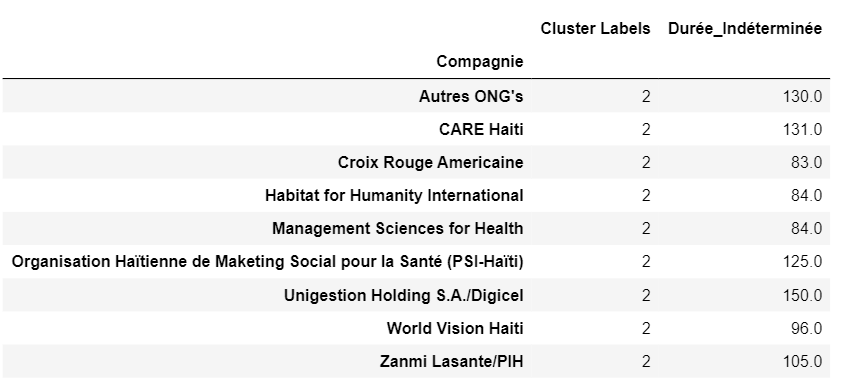 Cluster Labels Durée_Indéterminée
Compagnie
Autres ONG's 2 130.0
CARE Haiti 2 131.0
Croix Rouge Americaine 2 83.0
Habitat for Humanity International 2 84.0
Management Sciences for Health 2 84.0
Organisation Haïtienne de Maketing Social pour la Santé (PSI-Haïti) 2 125.0
Unigestion Holding S.A./Digicel 2 150.0
World Vision Haiti 2 96.0
Zanmi Lasante/PIH 2 105.0